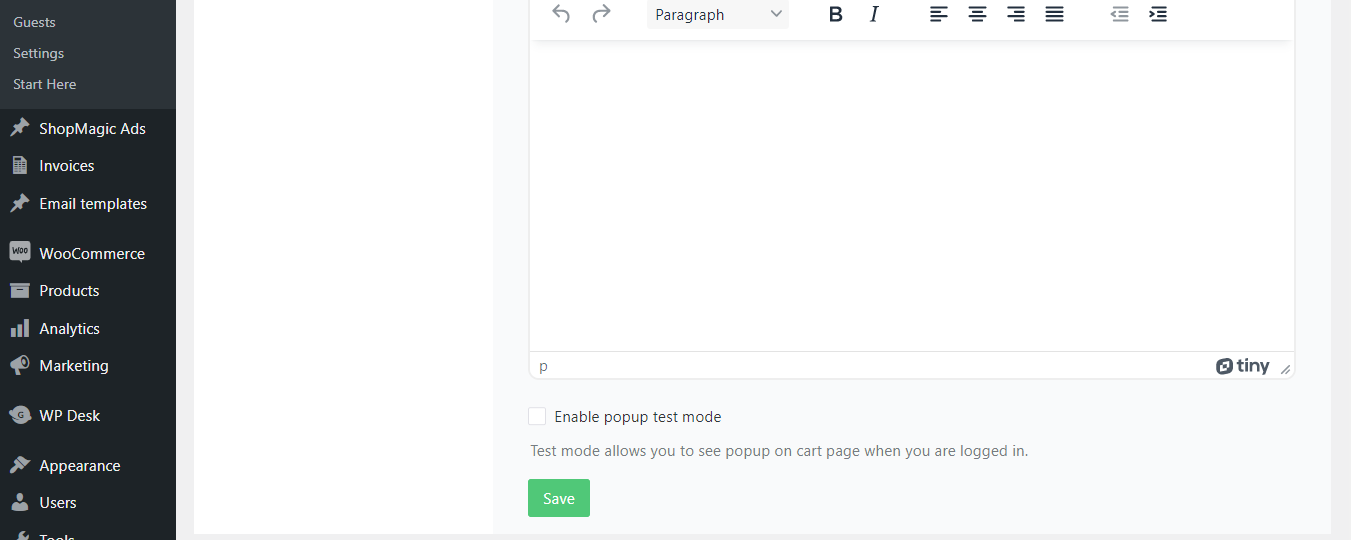 Guests
Settings
Start Here
ShopMagic Ads
Invoices
Email templates
Woo WooCommerce
Products
Analytics
Marketing
G WP Desk
Appearance
Users
Tools
Paragraph
B I
p
tiny
Enable popup test mode
Test mode allows you to see popup on cart page when you are logged in.
Save